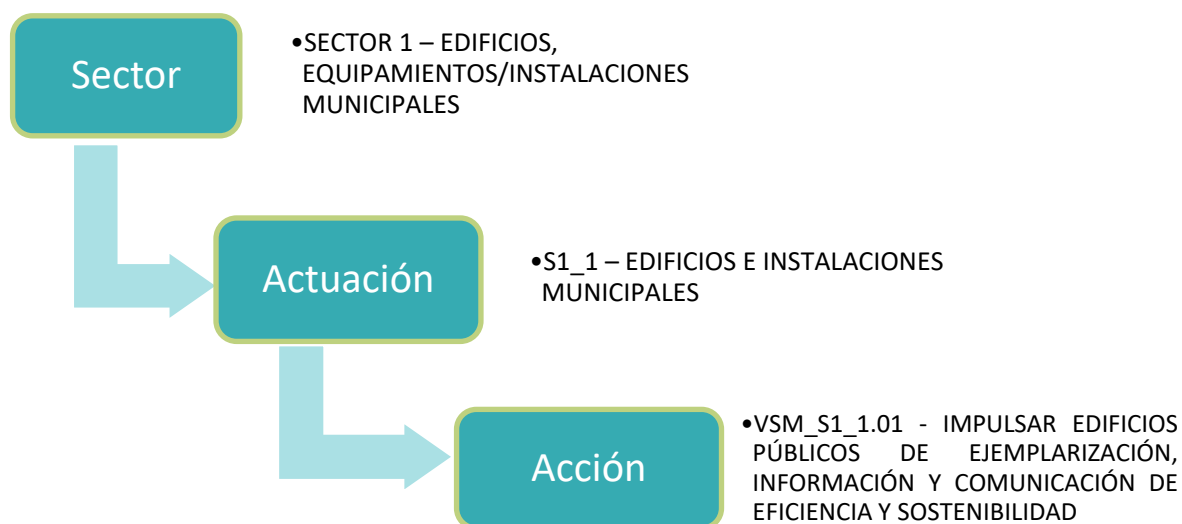 Sector
•SECTOR 1 – EDIFICIOS,
EQUIPAMIENTOS/INSTALACIONES
MUNICIPALES
Actuación
•S1_1 – EDIFICIOS E INSTALACIONES
MUNICIPALES
Acción
•VSM_S1_1.01 - IMPULSAR EDIFICIOS
PÚBLICOS DE EJEMPLARIZACIÓN,
INFORMACIÓN Y COMUNICACIÓN DE
EFICIENCIA Y SOSTENIBILIDAD